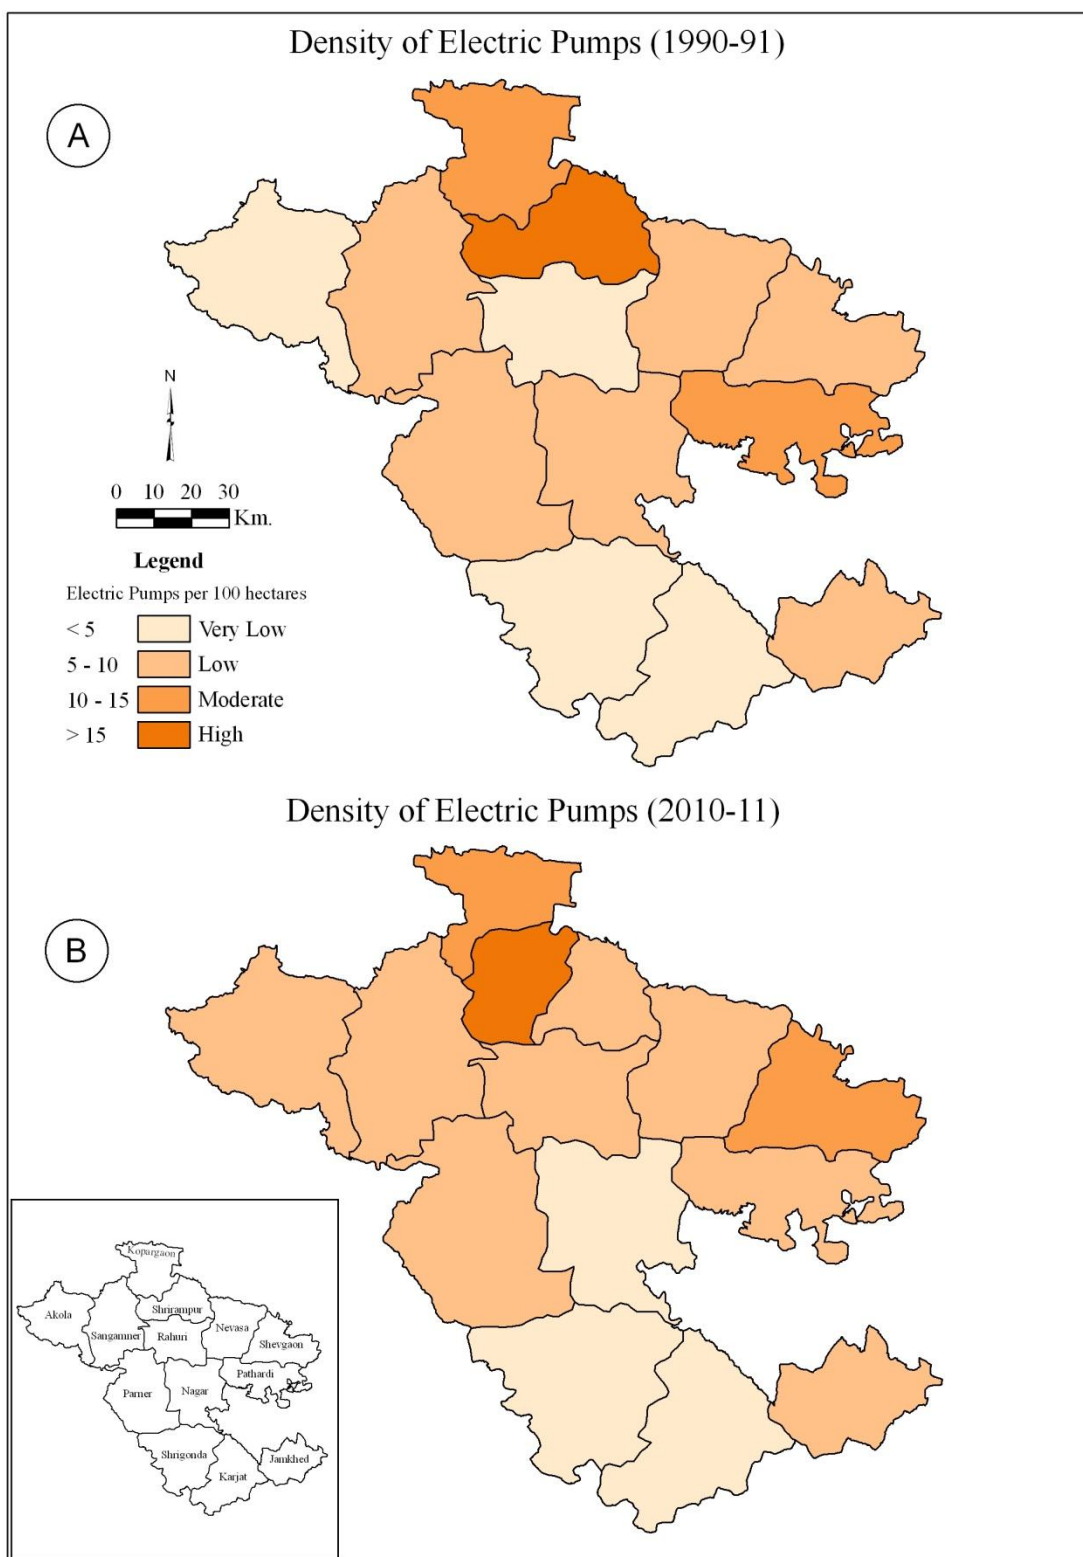 Density of Electric Pumps (1990-91)
A
N
0 10 20 30
Km.
Legend
Electric Pumps per 100 hectares
< 5 Very Low
5 - 10 Low
10 - 15 Moderate
> 15 High
Density of Electric Pumps (2010-11)
B
Kopargaon
Akola
Shrirampur
Sangamner
Rahuri
Nevasa
Shevgaon
Pathardi
Parner
Nagar
Shrigonda
Karjat
Jamkhed